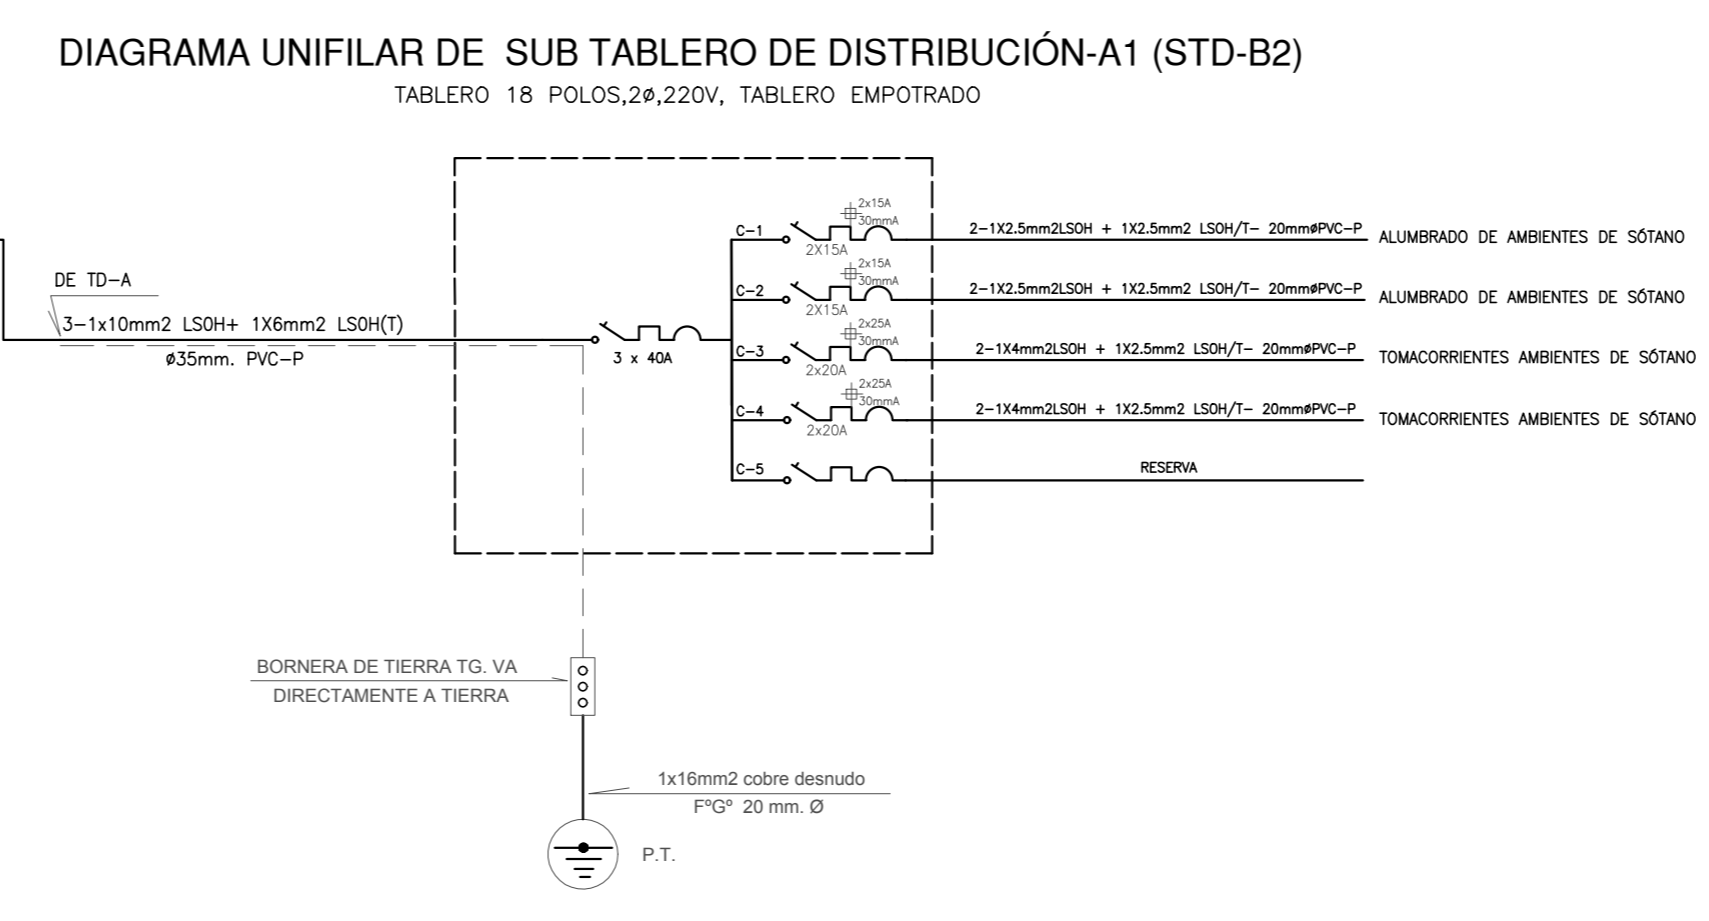 DIAGRAMA UNIFILAR DE SUB TABLERO DE DISTRIBUCIÓN-A1 (STD-B2)
TABLERO 18 POLOS,2ø,220V, TABLERO EMPOTRADO
DE TD-A
3-1x10mm2 LSOH+ 1X6mm2 LSOH(T)
ø35mm. PVC-P
3 x 40A
C-1
2x15A
30mmA
2X15A
2-1X2.5mm2LSOH + 1X2.5mm2 LSOH/T- 20mmøPVC-P
ALUMBRADO DE AMBIENTES DE SÓTANO
C-2
2x15A
30mmA
2X15A
2-1X2.5mm2LSOH + 1X2.5mm2 LSOH/T- 20mmøPVC-P
ALUMBRADO DE AMBIENTES DE SÓTANO
C-3
2x25A
30mmA
2x20A
2-1X4mm2LSOH + 1X2.5mm2 LSOH/T- 20mmøPVC-P
TOMACORRIENTES AMBIENTES DE SÓTANO
C-4
2x25A
30mmA
2x20A
2-1X4mm2LSOH + 1X2.5mm2 LSOH/T- 20mmøPVC-P
TOMACORRIENTES AMBIENTES DE SÓTANO
C-5
RESERVA
BORNERA DE TIERRA TG. VA
DIRECTAMENTE A TIERRA
1x16mm2 cobre desnudo
FºGº 20 mm. Ø
P.T.